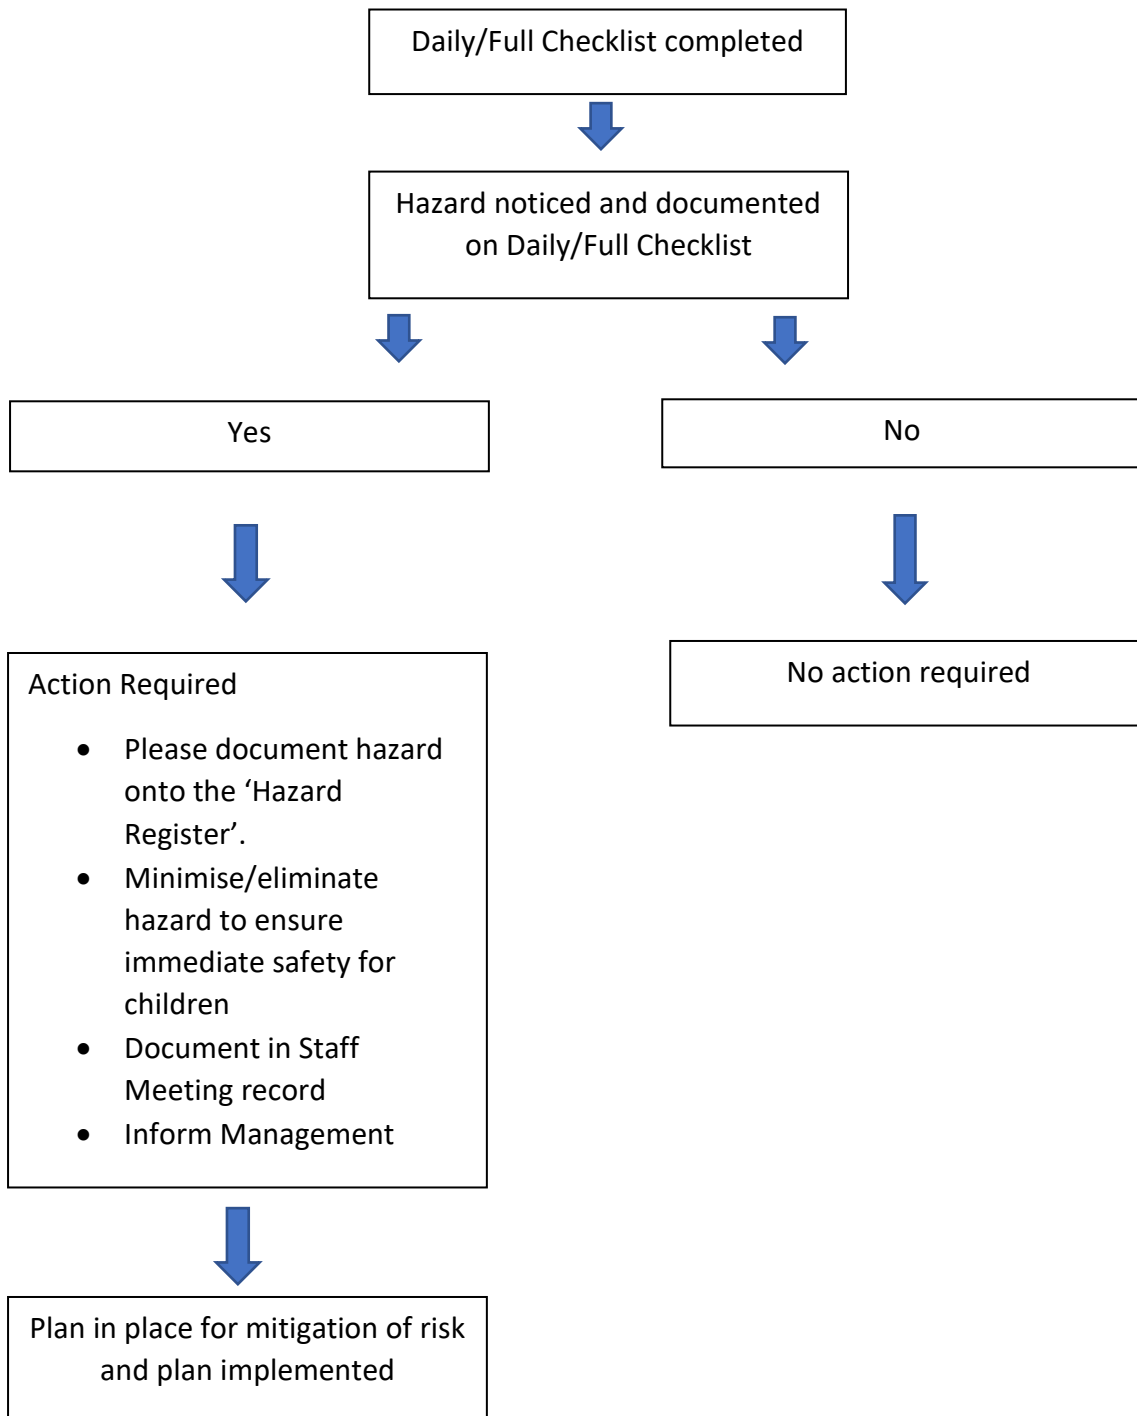 Daily/Full Checklist completed
Hazard noticed and documented
on Daily/Full Checklist
Yes
No
Action Required
• Please document hazard
onto the ‘Hazard
Register’.
• Minimise/eliminate
hazard to ensure
immediate safety for
children
• Document in Staff
Meeting record
• Inform Management
No action required
Plan in place for mitigation of risk
and plan implemented